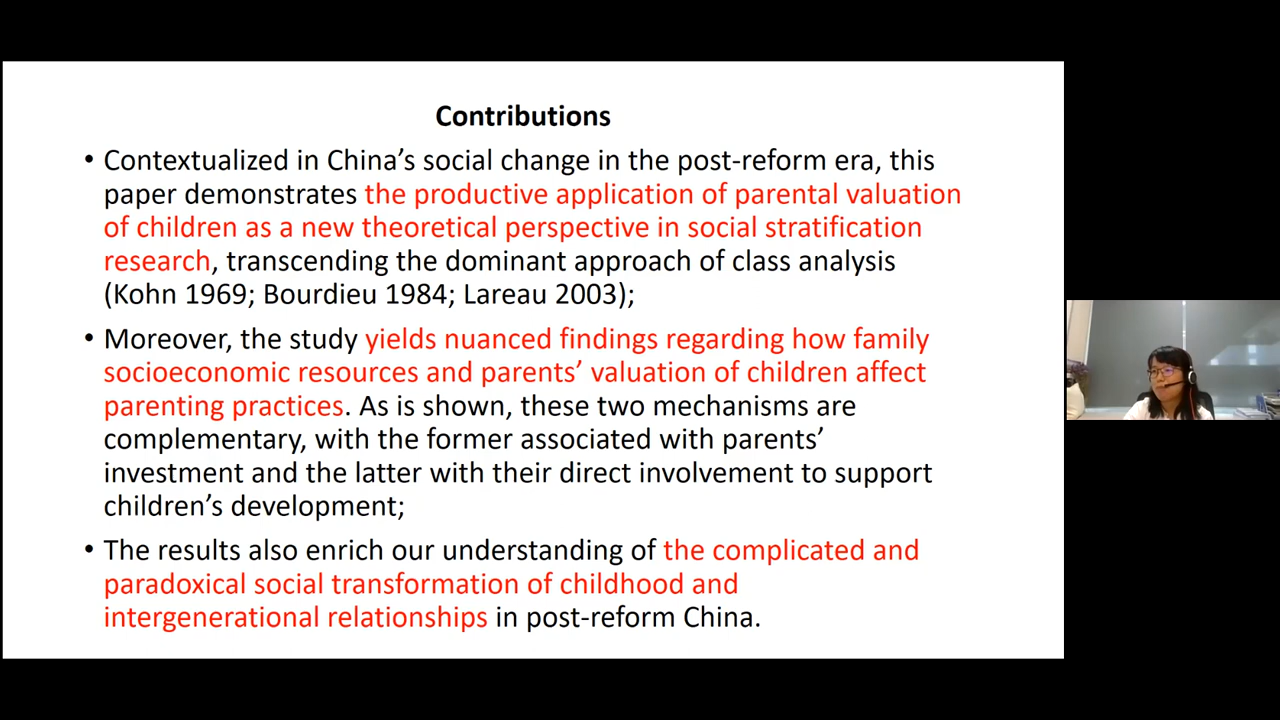 Contributions
• Contextualized in China’s social change in the post-reform era, this
paper demonstrates the productive application of parental valuation
of children as a new theoretical perspective in social stratification
research, transcending the dominant approach of class analysis
(Kohn 1969; Bourdieu 1984; Lareau 2003);
• Moreover, the study yields nuanced findings regarding how family
socioeconomic resources and parents’ valuation of children affect
parenting practices. As is shown, these two mechanisms are
complementary, with the former associated with parents’
investment and the latter with their direct involvement to support
children’s development;
• The results also enrich our understanding of the complicated and
paradoxical social transformation of childhood and
intergenerational relationships in post-reform China.